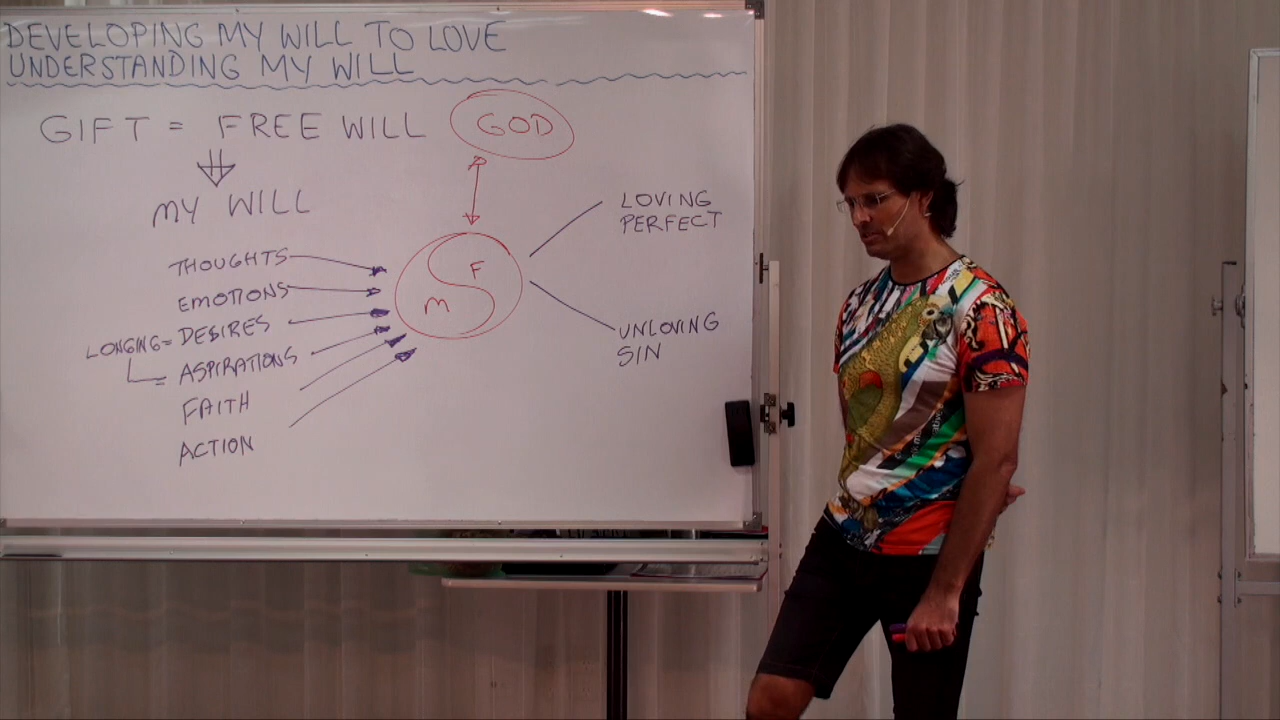 DEVELOPING MY WILL TO LOVE
UNDERSTANDING MY WILL
GIFT = FREE WILL
GOD
MY WILL
LOVING
PERFECT
THOUGHTS
EMOTIONS
LONGING = DESIRES
= ASPIRATIONS
FAITH
ACTION
F
M
UNLOVING
SIN